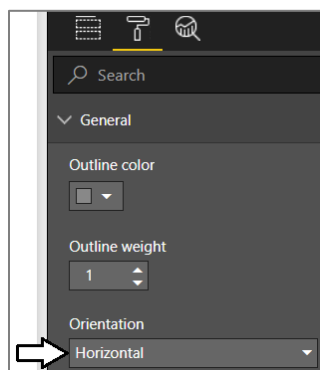 Search
General
Outline color
Outline weight
1
Orientation
Horizontal